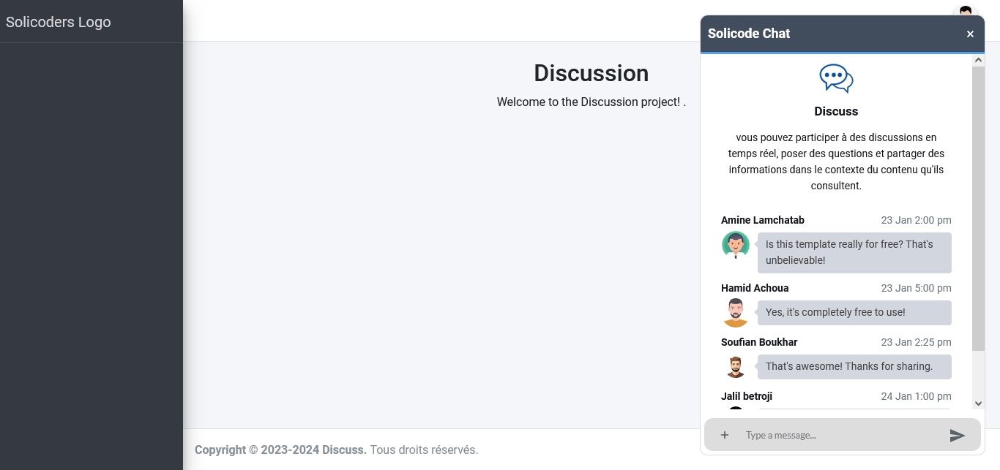 Solicoders Logo
Discussion
Welcome to the Discussion project! .
Solicode Chat
×
Discuss
vous pouvez participer à des discussions en
temps réel, poser des questions et partager des
informations dans le contexte du contenu qu'ils
consultent.
Amine Lamchatab 23 Jan 2:00 pm
Is this template really for free? That's
unbelievable!
Hamid Achoua 23 Jan 5:00 pm
Yes, it's completely free to use!
Soufian Boukhar 23 Jan 2:25 pm
That's awesome! Thanks for sharing.
Jalil betroji 24 Jan 1:00 pm
+ Type a message...
Copyright © 2023-2024 Discuss. Tous droits réservés.